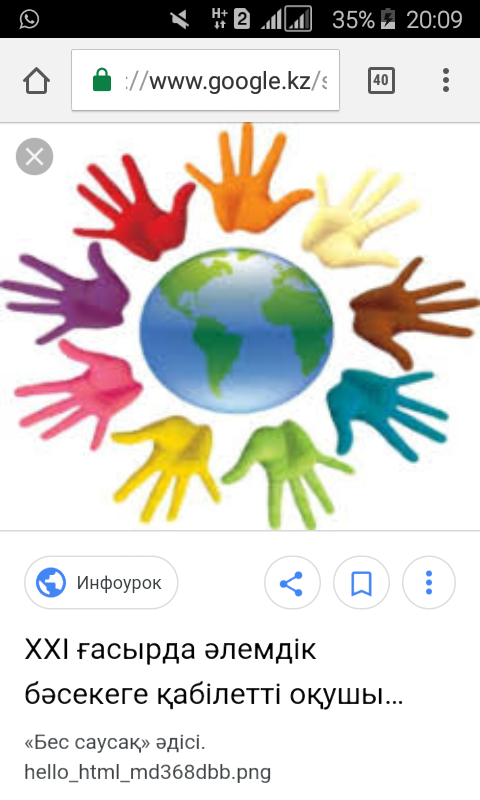 H+ 2 35% 20:09
://www.google.kz/s
40
Инфоурок
XXI ғасырда әлемдік
бәсекеге қабілетті оқушы...
«Бес саусақ» әдісі.
hello_html_md368dbb.png